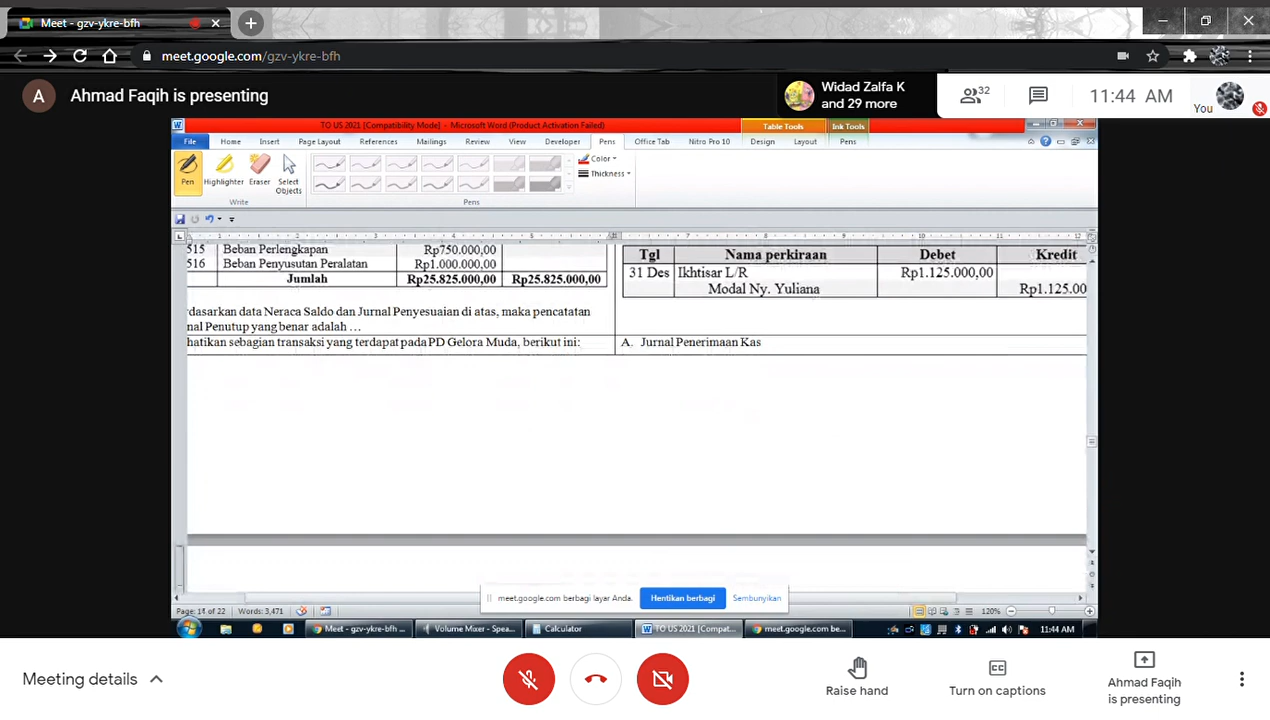 Meet - gzv-ykre-bfh
meet.google.com/gzv-ykre-bfh
A
Ahmad Faqih is presenting
Widad Zalfa K
and 29 more
32
11:44 AM
You
TO US 2021 [Compatibility Mode] - Microsoft Word (Product Activation Failed)
Table Tools
Ink Tools
File
Home
Insert
Page Layout
References
Mailings
Review
View
Developer
Pens
Office Tab
Nitro Pro 10
Design
Layout
Pens
Pen
Highlighter
Eraser
Select
Objects
Color
Thickness
Write
Pens
515 Beban Perlengkapan Rp750.000,00
516 Beban Penyusutan Peralatan Rp1.000.000,00
Jumlah Rp25.825.000,00 Rp25.825.000,00
rdasarkan data Neraca Saldo dan Jurnal Penyesuaian di atas, maka pencatatan
nal Penutup yang benar adalah ...
hatikan sebagian transaksi yang terdapat pada PD Gelora Muda, berikut ini:
Tgl Nama perkiraan Debet Kredit
31 Des Ikhtisar L/R Rp1.125.000,00
Modal Ny. Yuliana Rp1.125.00
A. Jurnal Penerimaan Kas
meet.google.com berbagi layar Anda.
Hentikan berbagi
Sembunyikan
Page: 14 of 22
Words: 3,471
120%
Meet - gzv-ykre-bfh ...
Volume Mixer - Spea...
Calculator
TO US 2021 [Compat...
meet.google.com be...
11:44 AM
Meeting details
Raise hand
Turn on captions
Ahmad Faqih
is presenting